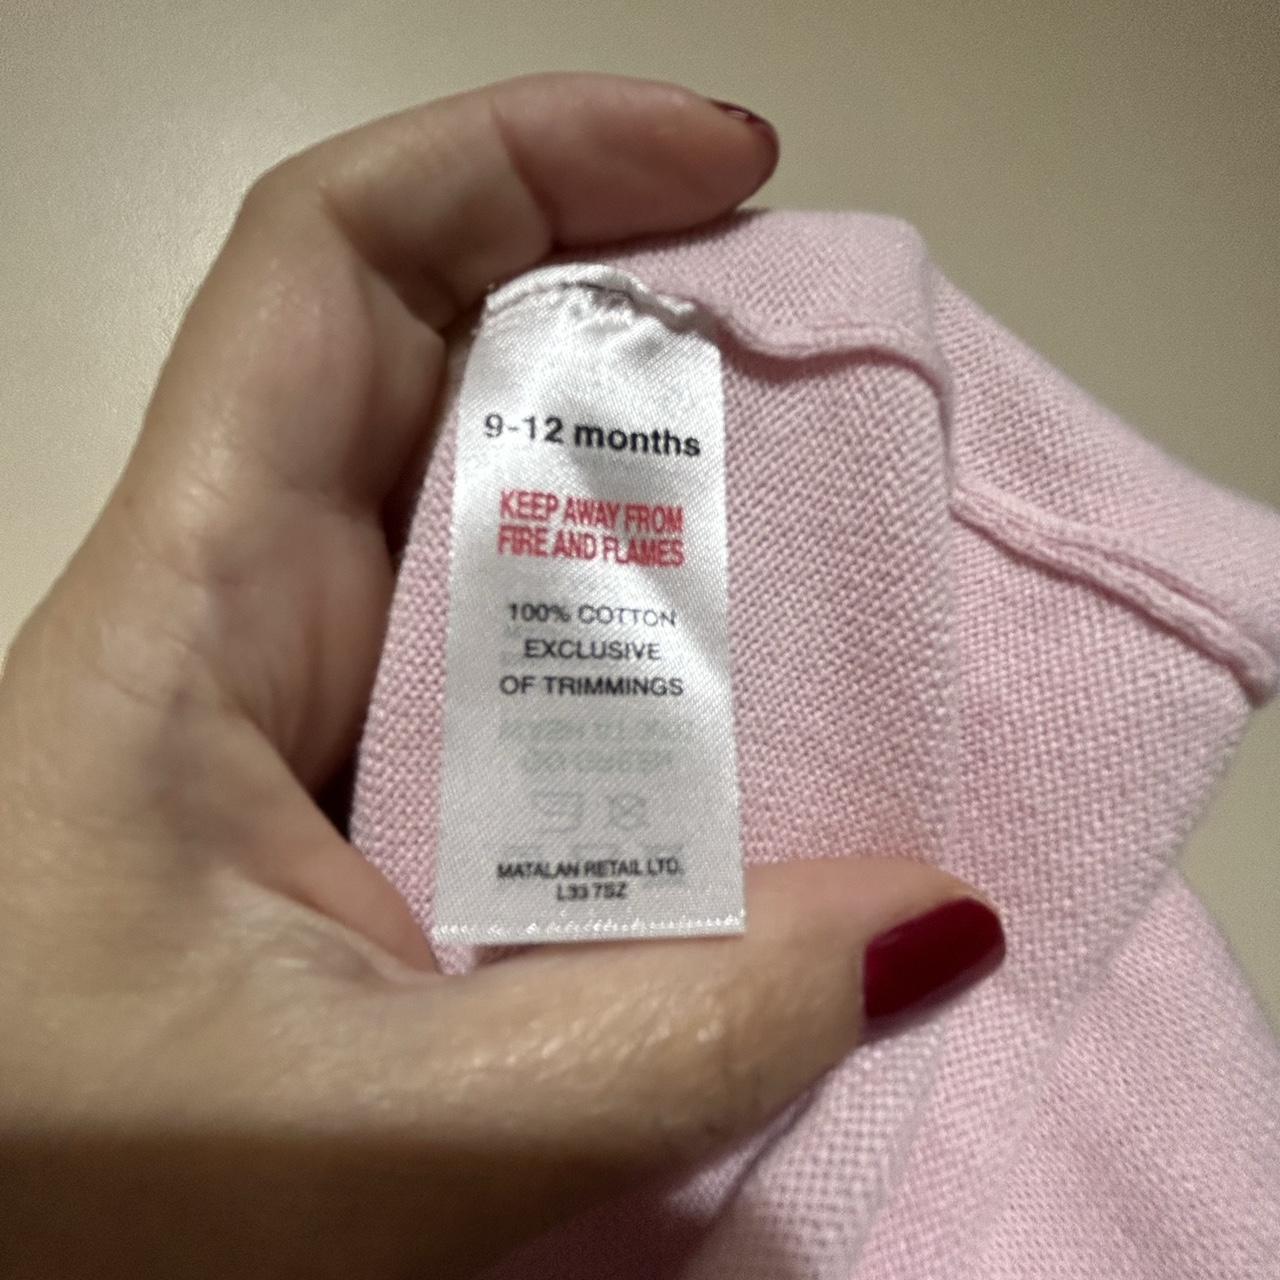 9-12 months
KEEP AWAY FROM
FIRE AND FLAMES
100% COTTON
EXCLUSIVE
OF TRIMMINGS
MATALAN RETAIL LTD.
L33 7SZ